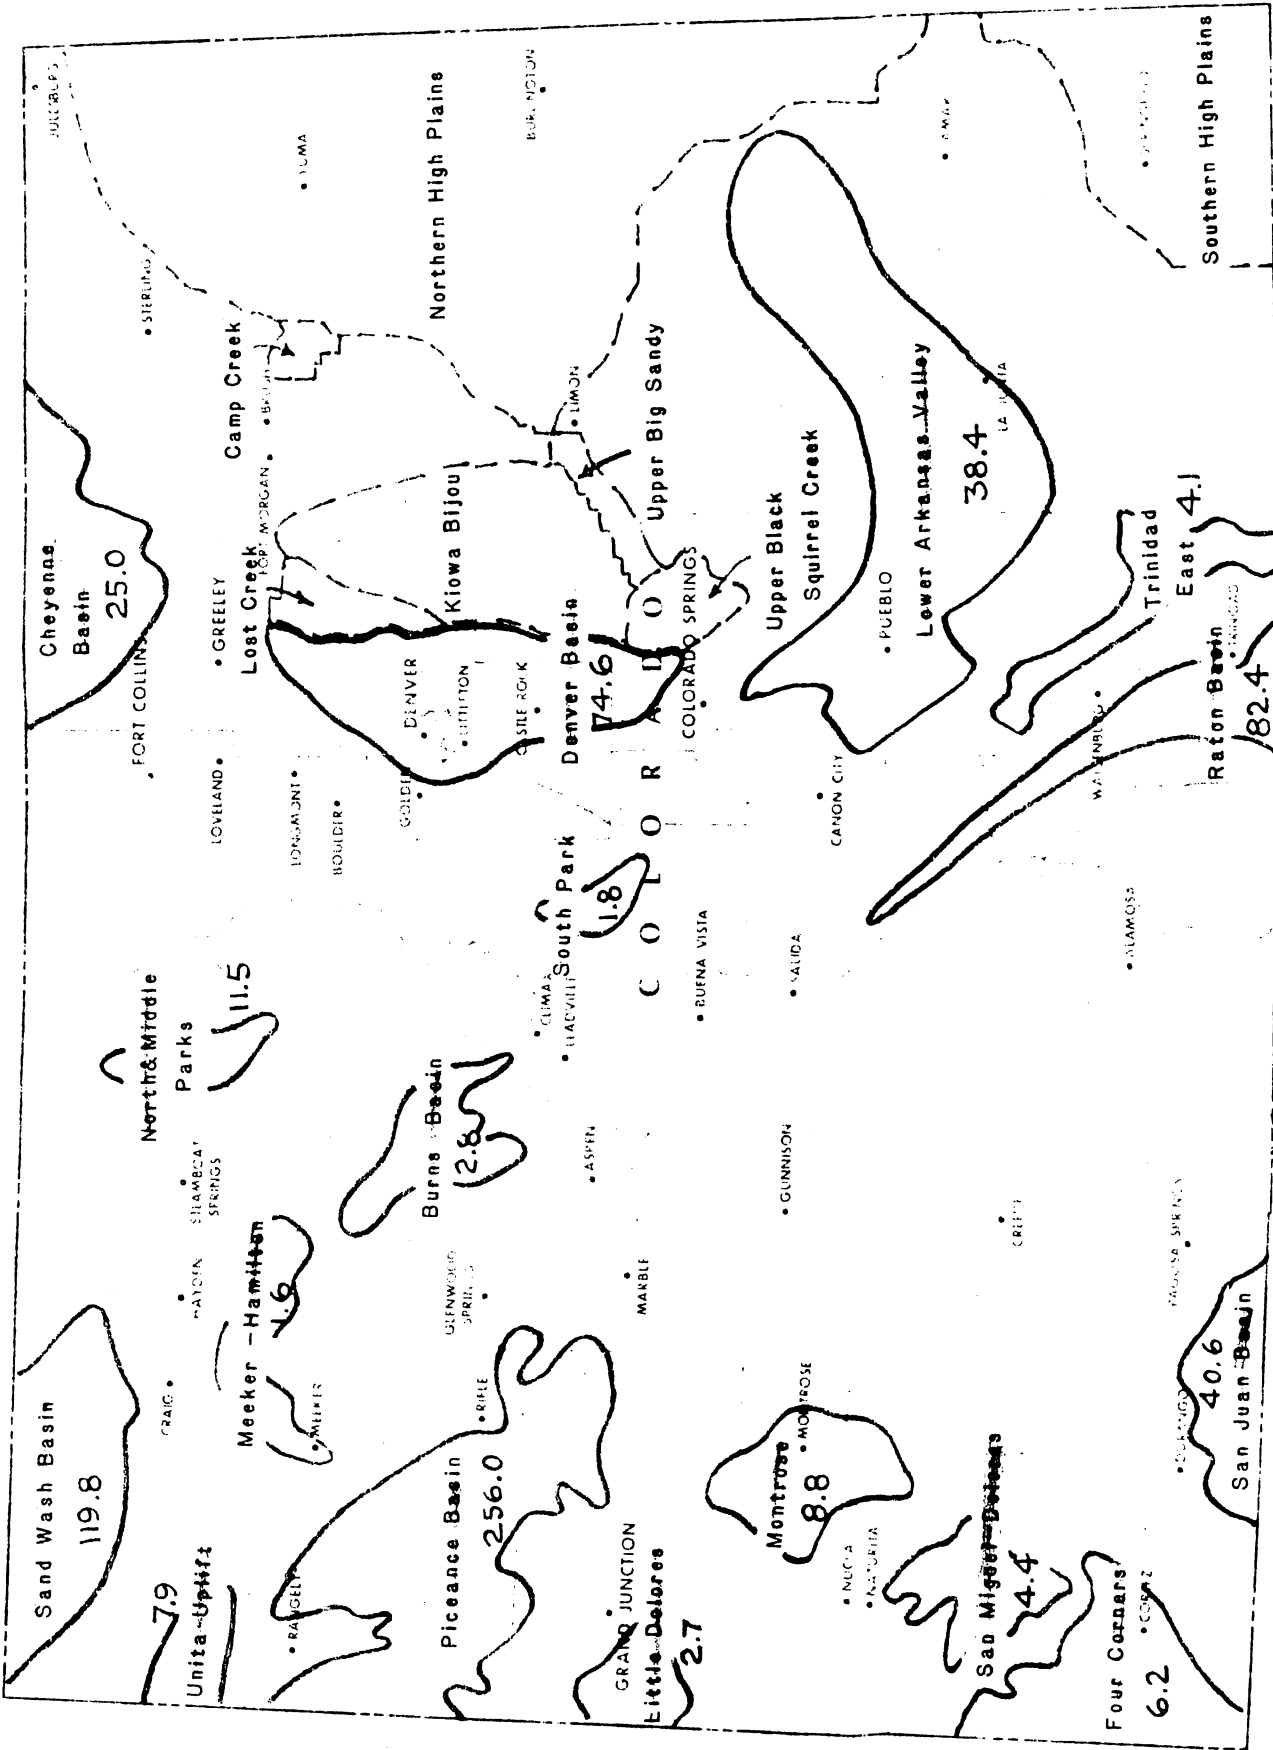 Sand Wash Basin
119.8
7.9
Unita Uplift
CRAIG
HAYDEN
STEAMBOAT
SPRINGS
North & Middle
Parks
11.5
Cheyenne
Basin
25.0
FORT COLLINS
JULESBURG
STERLING
YUMA
LOVELAND
GREELEY
Lost Creek
FORT MORGAN
BRUSH
Camp Creek
Meeker - Hamilton
1.6
MEEKER
LONGMONT
BOULDER
RANGELY
GOLDEN
DENVER
LITTLETON
Kiowa Bijou
Northern High Plains
BURLINGTON
Piceance Basin
256.0
RIFLE
GLENWOOD
SPRINGS
Burns Basin
2.8
CLIMAX
LEADVILLE
South Park
1.8
CASTLE ROCK
Denver Basin
74.6
LIMON
Upper Big Sandy
ASPEN
GRAND JUNCTION
Little Dolores
2.7
MARBLE
COLORADO
COLORADO SPRINGS
BUENA VISTA
Upper Black
Squirrel Creek
Montrose
8.8
MONTROSE
GUNNISON
SALIDA
CANON CITY
PUEBLO
Lower Arkansas Valley
38.4
LA JUNTA
LAMAR
NUCLA
NATURITA
San Miguel Dolores
4.4
CREEDE
Four Corners
6.2
CORTEZ
DURANGO
40.6
San Juan Basin
PAGOSA SPRINGS
ALAMOSA
WALSENBURG
Raton Basin
82.4
TRINIDAD
Trinidad
East 4.1
SPRINGFIELD
Southern High Plains